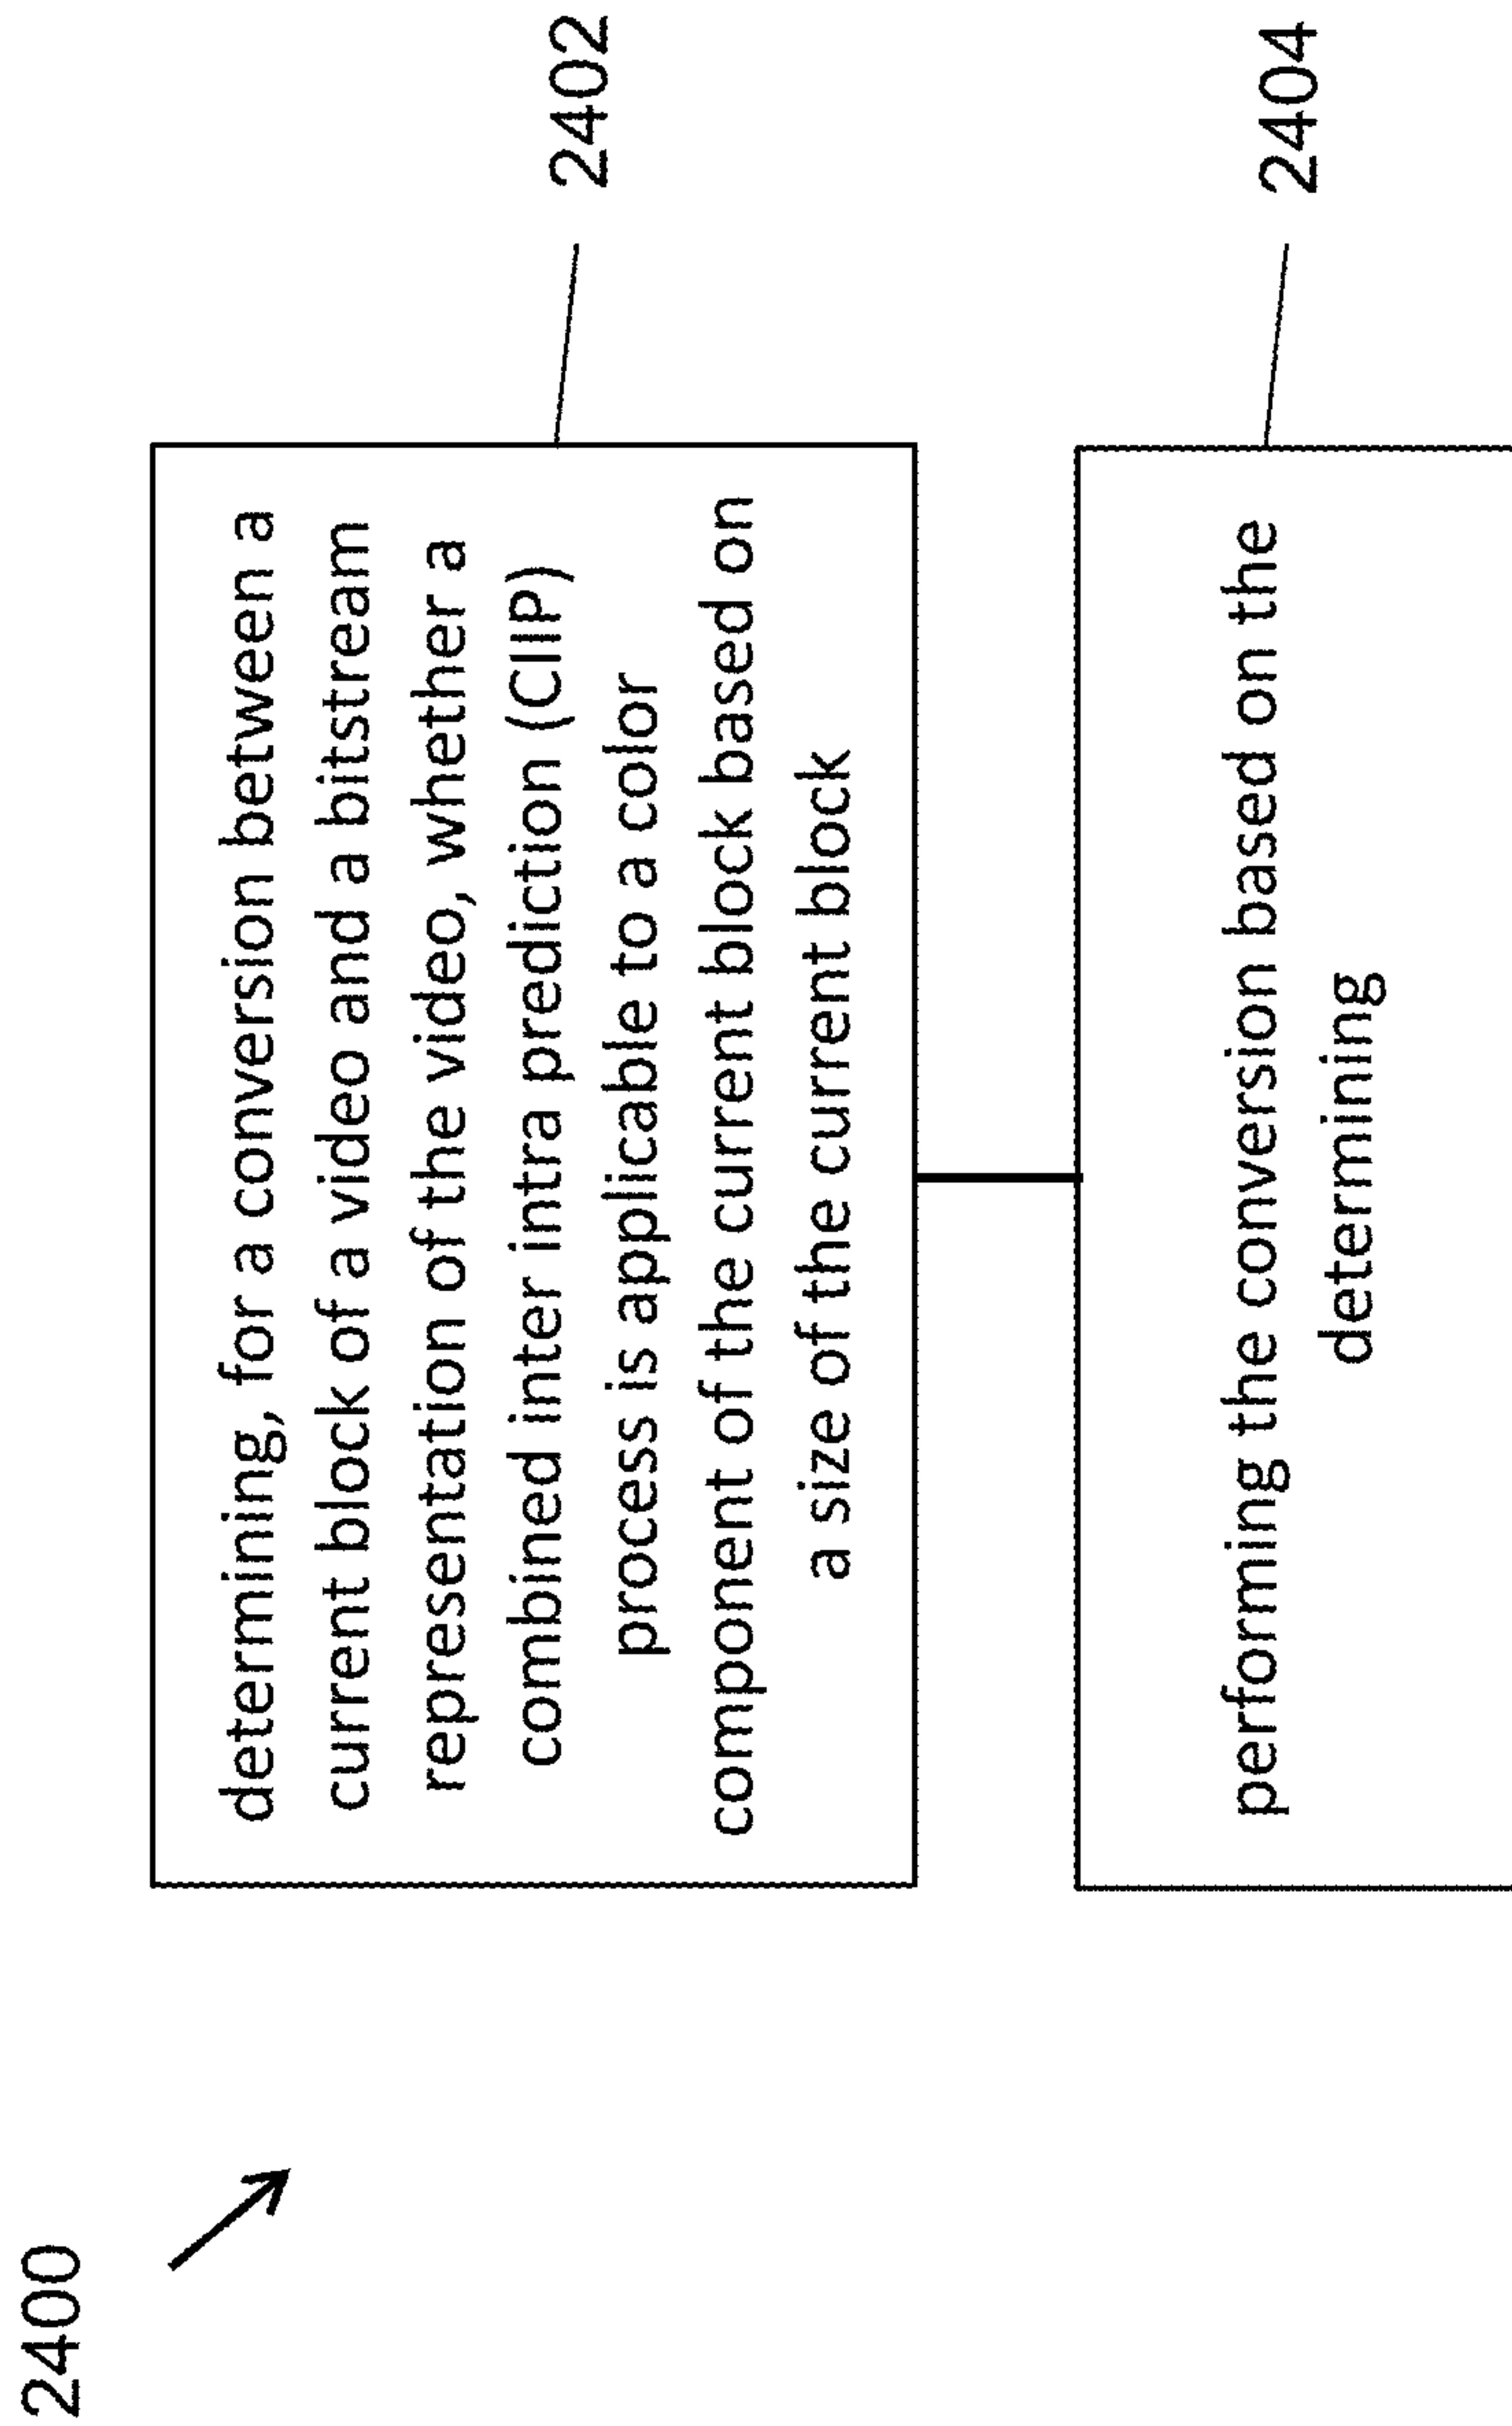 2400
determining, for a conversion between a
current block of a video and a bitstream
representation of the video, whether a
combined inter intra prediction (CIIP)
process is applicable to a color
component of the current block based on
a size of the current block
2402
performing the conversion based on the
determining
2404